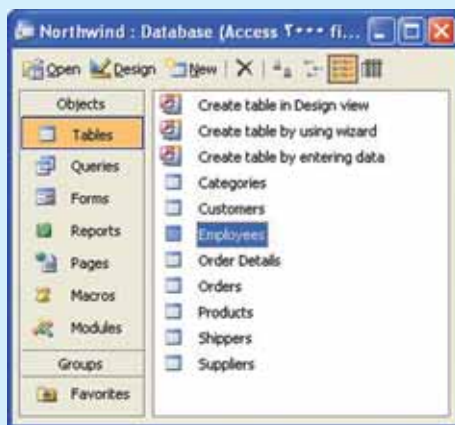 Northwind : Database (Access ۲۰۰۰ fi...
Open Design New
Objects
Tables
Queries
Forms
Reports
Pages
Macros
Modules
Groups
Favorites
Create table in Design view
Create table by using wizard
Create table by entering data
Categories
Customers
Employees
Order Details
Orders
Products
Shippers
Suppliers